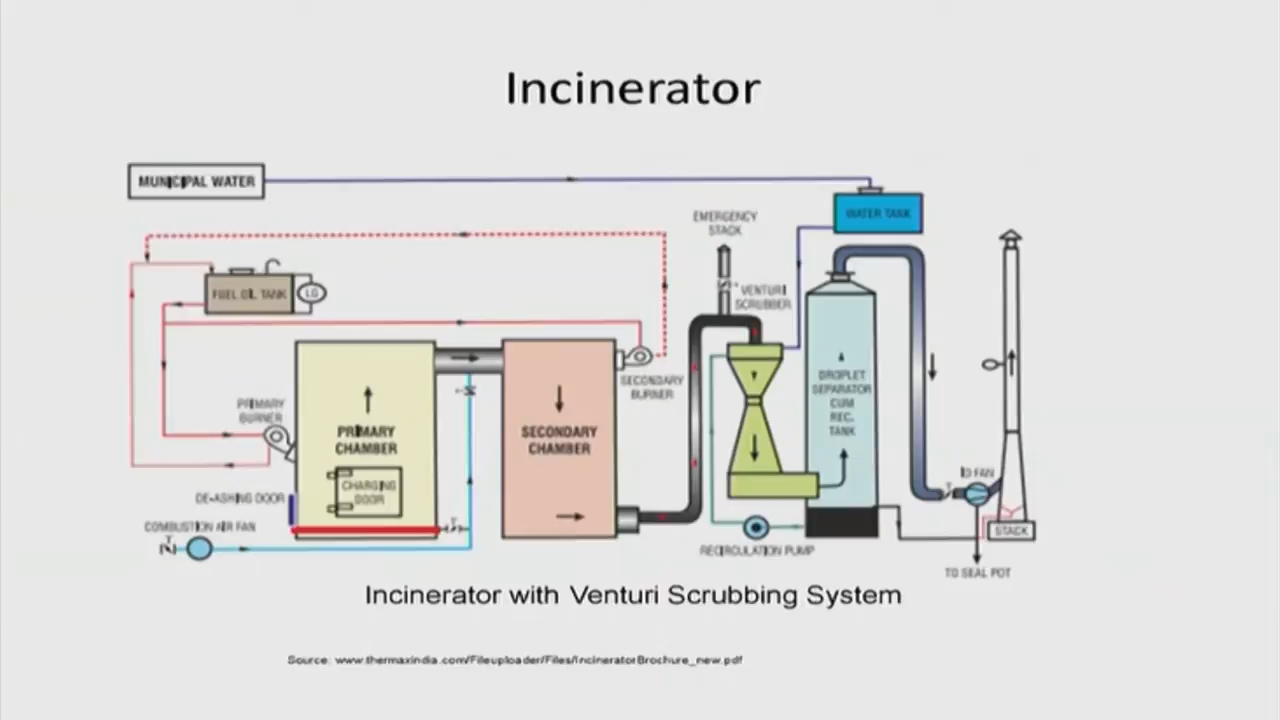 Incinerator
MUNICIPAL WATER
WATER TANK
EMERGENCY
STACK
FUEL OIL TANK
LG
VENTURI
SCRUBBER
DROPLET
SEPARATOR
CUM
REC.
TANK
SECONDARY
BURNER
PRIMARY
BURNER
PRIMARY
CHAMBER
SECONDARY
CHAMBER
CHARGING
DOOR
DE-ASHING DOOR
COMBUSTION AIR FAN
RECIRCULATION PUMP
ID FAN
STACK
TO SEAL POT
Incinerator with Venturi Scrubbing System
Source: www.thermaxindia.com/Fileuploader/Files/IncineratorBrochure_new.pdf